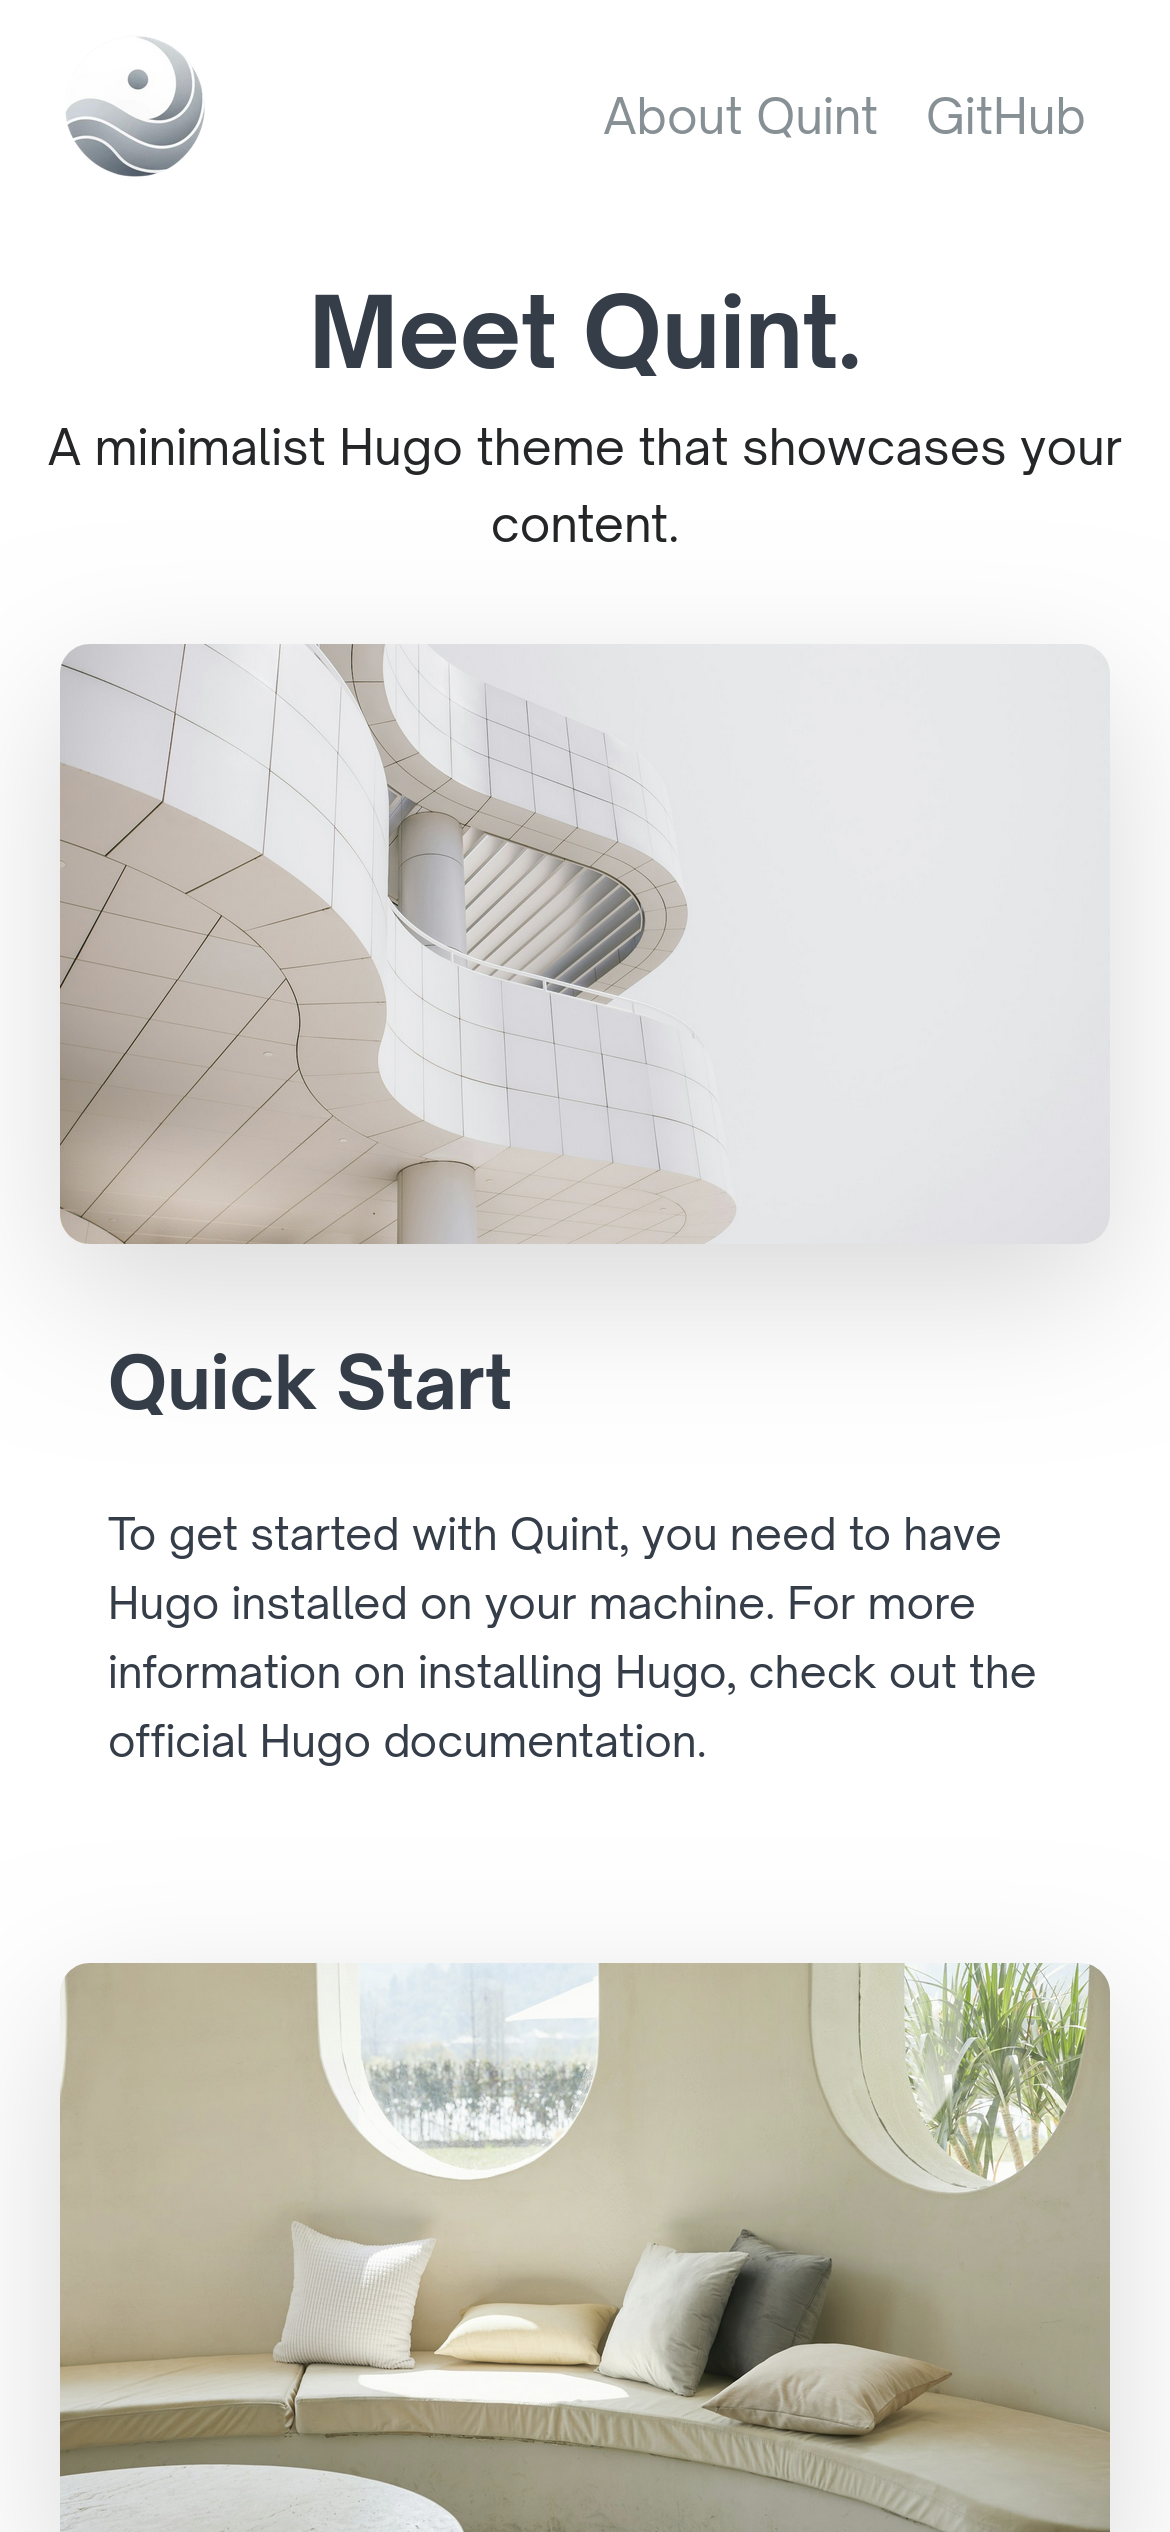 About Quint GitHub
Meet Quint.
A minimalist Hugo theme that showcases your
content.
Quick Start
To get started with Quint, you need to have
Hugo installed on your machine. For more
information on installing Hugo, check out the
official Hugo documentation.